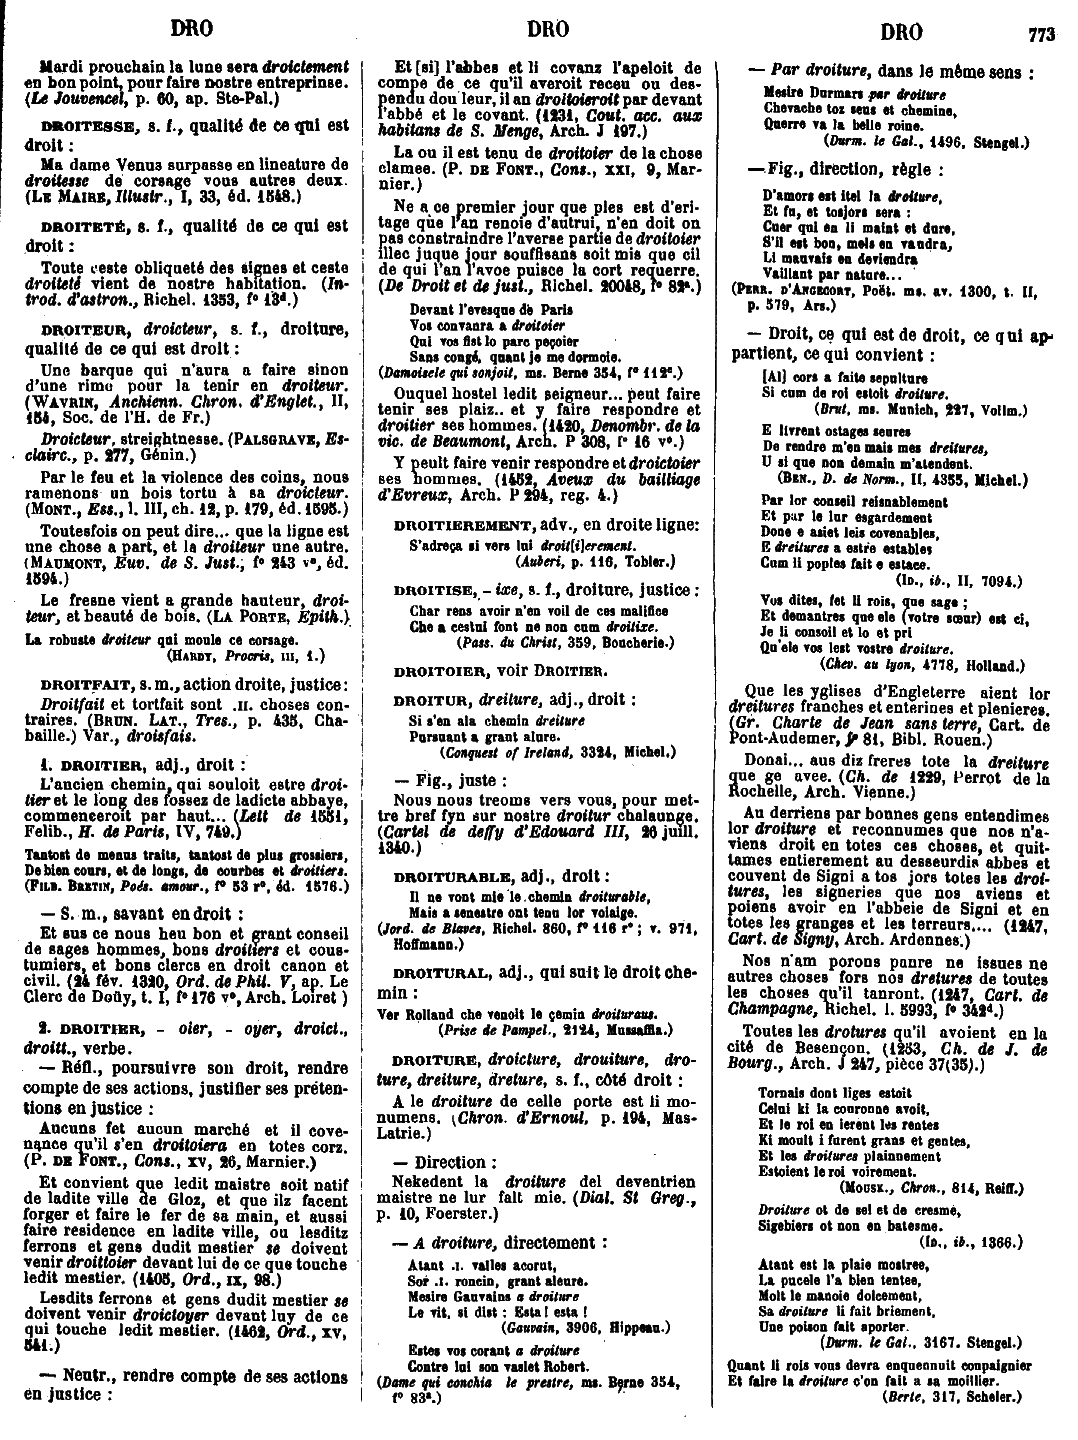 DRO
DRO
DRO
773
Mardi prouchain la lune sera droictement
en bon point, pour faire nostre entreprinse.
(Le Jouvencel, p. 60, ap. Ste-Pal.)
DROITESSE, s. f., qualité de ce qui est
droit :
Ma dame Venus surpasse en lineature de
droitesse de corsage vous autres deux.
(LE MAIRE, Illustr., I, 33, éd. 1548.)
DROITETÉ, s. f., qualité de ce qui est
droit :
Toute ceste obliqueté des signes et ceste
droiteté vient de nostre habitation. (In-
trod. d'astron., Richel. 1353, f° 13d.)
DROITEUR, droicteur, s. f., droiture,
qualité de ce qui est droit :
Une barque qui n'aura a faire sinon
d'une rime pour la tenir en droiteur.
(WAVRIN, Anchienn. Chron. d'Englet., II,
154, Soc. de l'H. de Fr.)
Droicteur, streightnesse. (PALSGRAVE, Es-
clairc., p. 277, Génin.)
Par le feu et la violence des coins, nous
ramenons un bois tortu à sa droicteur.
(MONT., Ess., l. III, ch. 12, p. 179, éd. 1595.)
Toutesfois on peut dire... que la ligne est
une chose a part, et la droiteur une autre.
(MAUMONT, Euv. de S. Just., f° 243 v°, éd.
1594.)
Le fresne vient a grande hauteur, droi-
teur, et beauté de bois. (LA PORTE, Epith.)
La robuste droiteur qui moule ce corsage.
(HARDY, Procris, III, 1.)
DROITFAIT, s. m., action droite, justice :
Droitfait et tortfait sont .II. choses con-
traires. (BRUN. LAT., Tres., p. 435, Cha-
baille.) Var., droisfais.
1. DROITIER, adj., droit :
L'ancien chemin, qui souloit estre droi-
tier et le long des fossez de ladicte abbaye,
commenceroit par haut... (Lett de 1551,
Felib., H. de Paris, IV, 749.)
Tantost de menus traits, tantost de plus grossiers,
De bien cours, et de longs, de courbes et droitiers.
(FILB. BRETIN, Poés. amour., f° 53 r°, éd. 1576.)
— S. m., savant en droit :
Et sus ce nous heu bon et grant conseil
de sages hommes, bons droitiers et cous-
tumiers, et bons clercs en droit canon et
civil. (24 fév. 1320, Ord. de Phil. V, ap. Le
Clerc de Doüy, t. I, f° 176 v°, Arch. Loiret )
2. DROITIER, - oier, - oyer, droict.,
droitt., verbe.
— Réfl., poursuivre son droit, rendre
compte de ses actions, justifier ses préten-
tions en justice :
Aucuns fet aucun marché et il cove-
nance qu'il s'en droitoiera en totes corz.
(P. DE FONT., Cons., XV, 26, Marnier.)
Et convient que ledit maistre soit natif
de ladite ville de Gloz, et que ilz facent
forger et faire le fer de sa main, et aussi
faire residence en ladite ville, ou lesditz
ferrons et gens dudit mestier se doivent
venir droittoier devant lui de ce que touche
ledit mestier. (1405, Ord., IX, 98.)
Lesdits ferrons et gens dudit mestier se
doivent venir droictoyer devant luy de ce
qui touche ledit mestier. (1462, Ord., XV,
541.)
— Neutr., rendre compte de ses actions
en justice :
Et [si] l'abbes et li covanz l'apeloit de
compe de ce qu'il averoit receu ou des-
pendu dou leur, il an droitoieroit par devant
l'abbé et le covant. (1231, Cout. acc. aux
habitans de S. Menge, Arch. J 197.)
La ou il est tenu de droitoier de la chose
clamee. (P. DE FONT., Cons., XXI, 9, Mar-
nier.)
Ne a ce premier jour que ples est d'eri-
tage que l'an renoie d'autrui, n'en doit on
pas constraindre l'averse partie de droitoier
illec juque jour souffisans soit mis que cil
de qui l'an l'avoe puisce la cort requerre.
(De Droit et de just., Richel. 20048, f° 82a.)
Devant l'evesque de Paris
Vos convanra a droitoier
Qui vos fist lo parc peçoier
Sans congé, quant je me dormoie.
(Damoisele qui sonjoit, ms. Berne 354, f° 112c.)
Ouquel hostel ledit seigneur... peut faire
tenir ses plaiz.. et y faire respondre et
droitier ses hommes. (1420, Denombr. de la
vic. de Beaumont, Arch. P 308, f° 16 v°.)
Y peult faire venir respondre et droictoier
ses hommes. (1452, Aveux du bailliage
d'Evreux, Arch. P 294, reg. 4.)
DROITIEREMENT, adv., en droite ligne :
S'adreça si vers lui droit[i]erement.
(Auberi, p. 116, Tobler.)
DROITISE, - ixe, s. f., droiture, justice :
Char rens avoir n'en voil de ces malifice
Che a cestui font ne non cum droitixe.
(Pass. du Christ, 359, Boucherie.)
DROITOIER, voir DROITIER.
DROITUR, dreiture, adj., droit :
Si s'en ala chemin dreiture
Pursuant a grant alure.
(Conquest of Ireland, 3324, Michel.)
— Fig., juste :
Nous nous treoms vers vous, pour met-
tre bref fyn sur nostre droitur chalaunge.
(Cartel de deffy d'Edouard III, 26 juill.
1340.)
DROITURABLE, adj., droit :
Il ne vont mie le chemin droiturable,
Mais a senestre ont tenu lor voiaige.
(Jord. de Blaves, Richel. 860, f° 116 r° ; v. 971,
Hoffmann.)
DROITURAL, adj., qui suit le droit che-
min :
Ver Rolland che venoit le çemin droituraus.
(Prise de Pampel., 2124, Mussaffia.)
DROITURE, droicture, drouiture, dro-
ture, dreiture, dreture, s. f., côté droit :
A le droiture de celle porte est li mo-
numens. (Chron. d'Ernoul, p. 194, Mas-
Latrie.)
— Direction :
Nekedent la droiture del deventrien
maistre ne lur falt mie. (Dial. St Greg.,
p. 10, Foerster.)
— A droiture, directement :
Atant .I. valles acorut,
Sor .I. roncin, grant aleure.
Mesire Gauvains a droiture
Le vit, si dist : Esta ! esta !
(Gauvain, 3906, Hippeau.)
Estes vos corant a droiture
Contre lui son vaslet Robert.
(Dame qui conchia le prestre, ms. Berne 354,
f° 83a.)
— Par droiture, dans le même sens :
Mesire Durmars par droiture
Chevache toz sens et chemine,
Querre va la belle roine.
(Durm. le Gal., 1496, Stengel.)
— Fig., direction, règle :
D'amors est itel la droiture,
Et fu, et tosjors sera :
Cuer qui en li maint et dure,
S'il est bon, mels en vaudra,
Li mauvais en deviendra
Vaillant par nature...
(PERR. D'ANGECORT, Poët. ms. av. 1300, t. II,
p. 579, Ars.)
— Droit, ce qui est de droit, ce qui ap-
partient, ce qui convient :
[Al] cors a faite sepulture
Si cum de roi estoit droiture.
(Brut, ms. Munich, 227, Vollm.)
E livrent ostages seures
De rendre m'en mais mes dreitures,
U si que non demain m'atendent.
(BEN., D. de Norm., II, 4355, Michel.)
Par lor conseil reisnablement
Et par le lur esgardement
Done e asiet leis covenables,
E dreitures a estre estables
Cum li poples fait e estace.
(ID., ib., II, 7094.)
Vos dites, fet li rois, que sage ;
Et demantres que ele (votre sœur) est ci,
Je li consoil et lo et pri
Qu'ele vos lest vostre droiture.
(Chev. au lyon, 4778, Holland.)
Que les yglises d'Engleterre aient lor
dreitures franches et enterines et plenieres.
(Gr. Charte de Jean sans terre, Cart. de
Pont-Audemer, f° 81, Bibl. Rouen.)
Donai... aus diz freres tote la dreiture
que ge avee. (Ch. de 1229, Perrot de la
Rochelle, Arch. Vienne.)
Au derriens par bonnes gens entendimes
lor droiture et reconnumes que nos n'a-
viens droit en totes ces choses, et quit-
tames entierement au desseurdis abbes et
couvent de Signi a tos jors totes les droi-
tures, les signeries que nos aviens et
poiens avoir en l'abbeie de Signi et en
totes les granges et les terreurs.... (1247,
Cart. de Signy, Arch. Ardennes.)
Nos n'am porons panre ne issues ne
autres choses fors nos dretures de toutes
les choses qu'il tanront. (1247, Cart. de
Champagne, Richel. l. 5993, f° 342d.)
Toutes les drotures qu'il avoient en la
cité de Besençon. (1253, Ch. de J. de
Bourg., Arch. J 247, pièce 37(35).)
Tornais dont liges estoit
Celui ki la couronne avoit,
Et le roi en ierent les rentes
Ki moult i furent grans et gentes,
Et les droitures plainnement
Estoient le roi voirement.
(MOUSK., Chron., 814, Reiff.)
Droiture ot de sel et de cresme,
Sigebiers ot non en batesme.
(ID., ib., 1366.)
Atant est la plaie mostree,
La pucele l'a bien tentee,
Molt le manoie dolcement,
Sa droiture li fait briement,
Une poison fait aporter.
(Durm. le Gal., 3167. Stengel.)
Quant li rois vous devra enquennuit compaignier
Et faire la droiture c'on fait a sa moillier.
(Berte, 317, Scheler.)